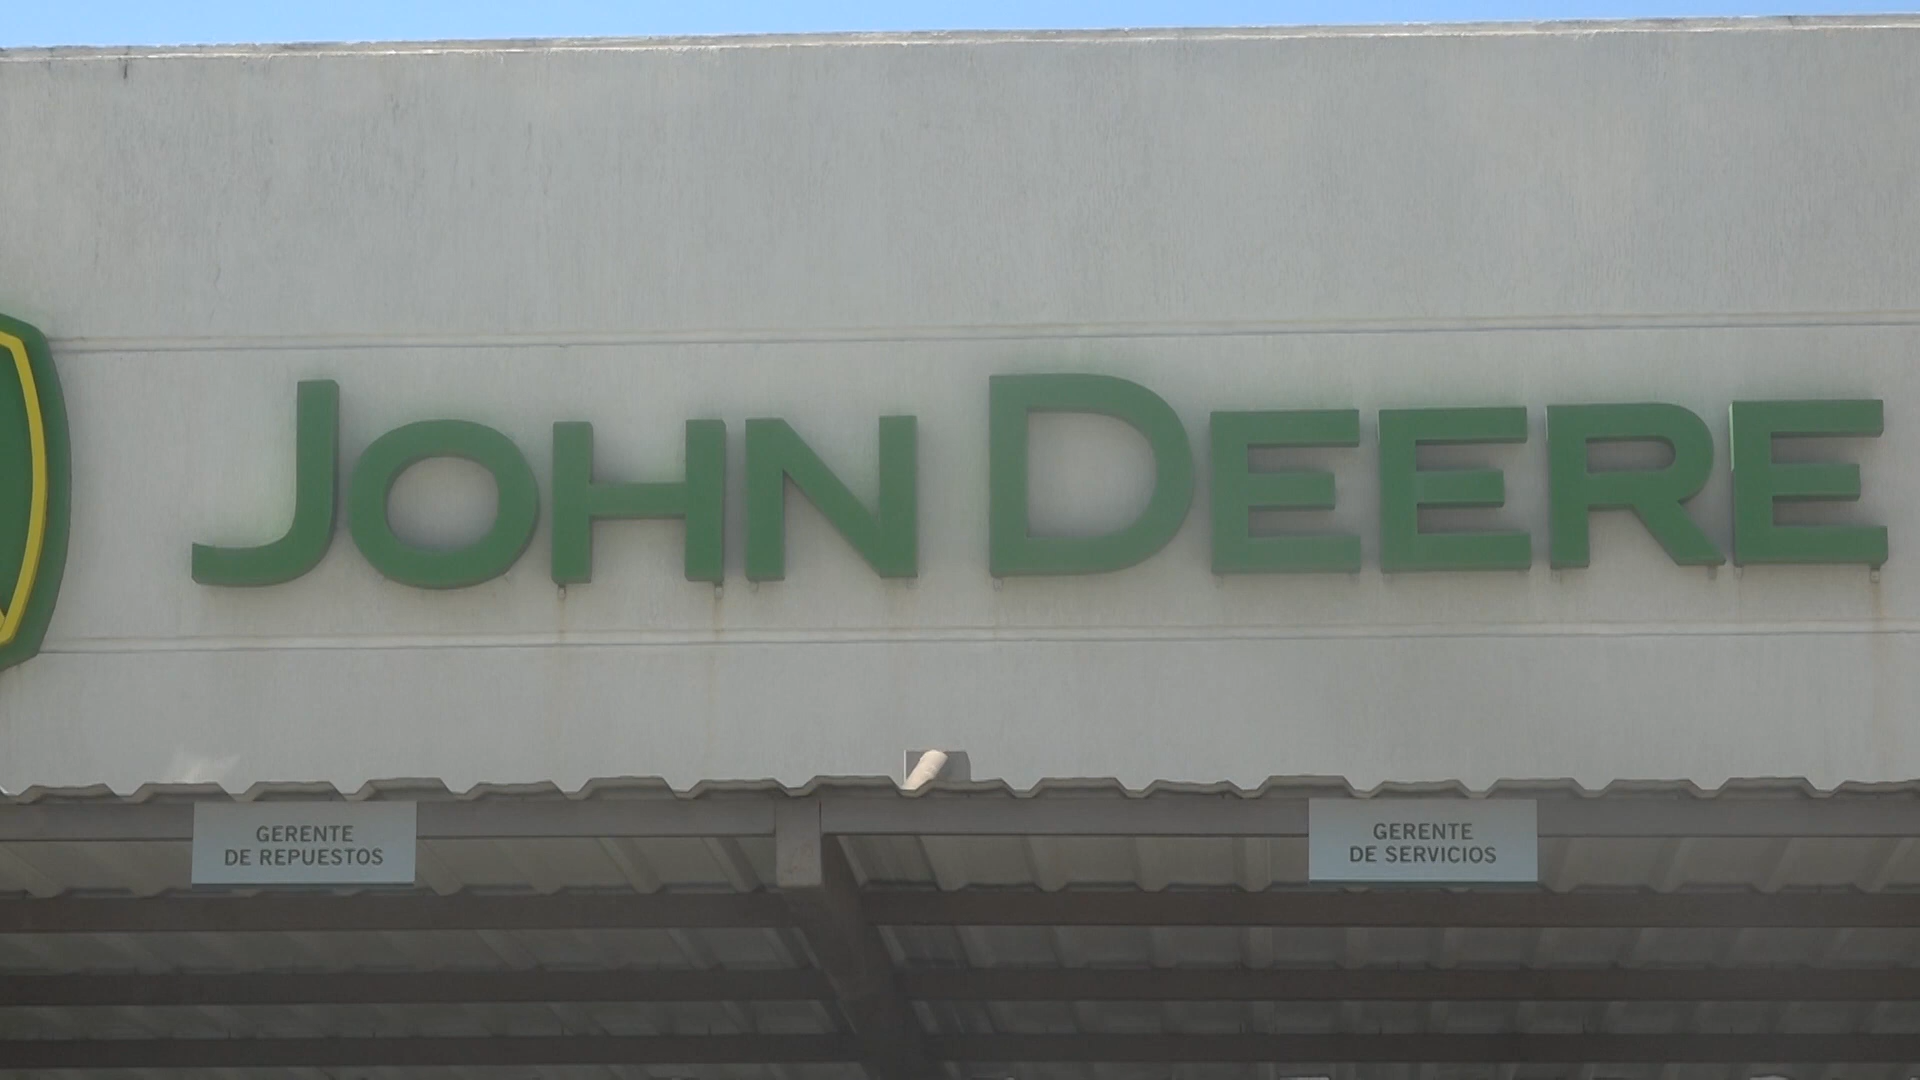 JOHN DEERE
GERENTE
DE REPUESTOS
GERENTE
DE SERVICIOS